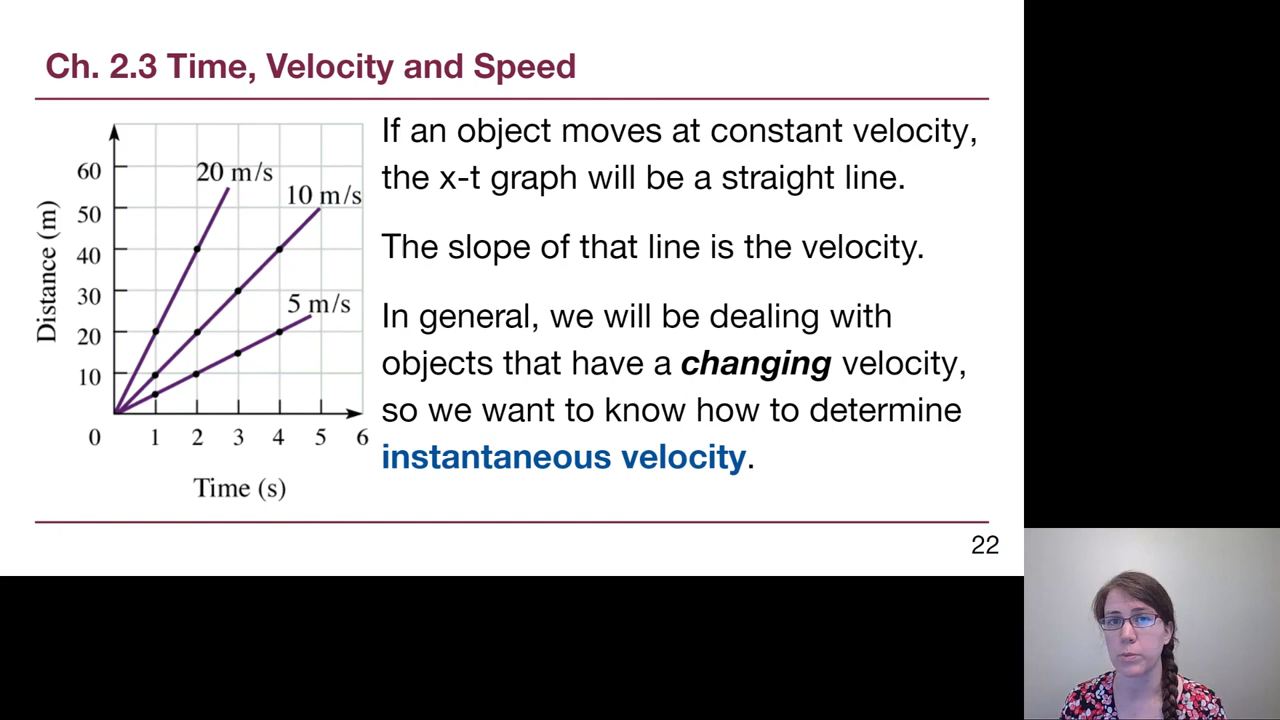 Ch. 2.3 Time, Velocity and Speed
60
50
40
30
20
10
0
1 2 3 4 5 6
Distance (m)
Time (s)
20 m/s
10 m/s
5 m/s
If an object moves at constant velocity,
the x-t graph will be a straight line.
The slope of that line is the velocity.
In general, we will be dealing with
objects that have a changing velocity,
so we want to know how to determine
instantaneous velocity.
22